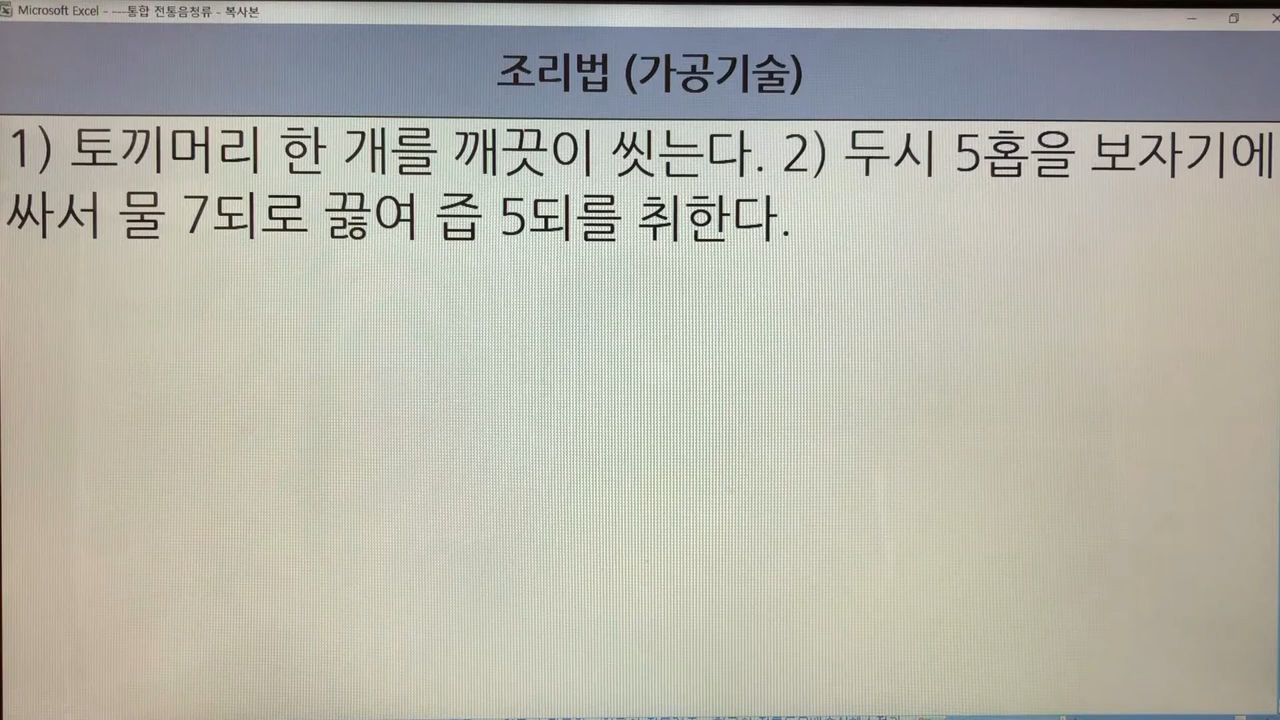 Microsoft Excel - ---통합 전통음청류 - 복사본
조리법 (가공기술)
1) 토끼머리 한 개를 깨끗이 씻는다. 2) 두시 5홉을 보자기에
싸서 물 7되로 끓여 즙 5되를 취한다.